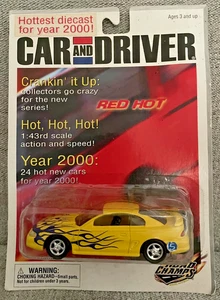 Hottest diecast
for year 2000!
Ages 3 and up
CAR AND DRIVER
Crankin' it Up:
collectors go crazy
for the new
series!
RED HOT
Hot, Hot, Hot!
1:43rd scale
action and speed!
Year 2000:
24 hot new cars
for year 2000!
ROAD
CHAMPS
WARNING:
CHOKING HAZARD—Small parts.
Not for children under 3 years.